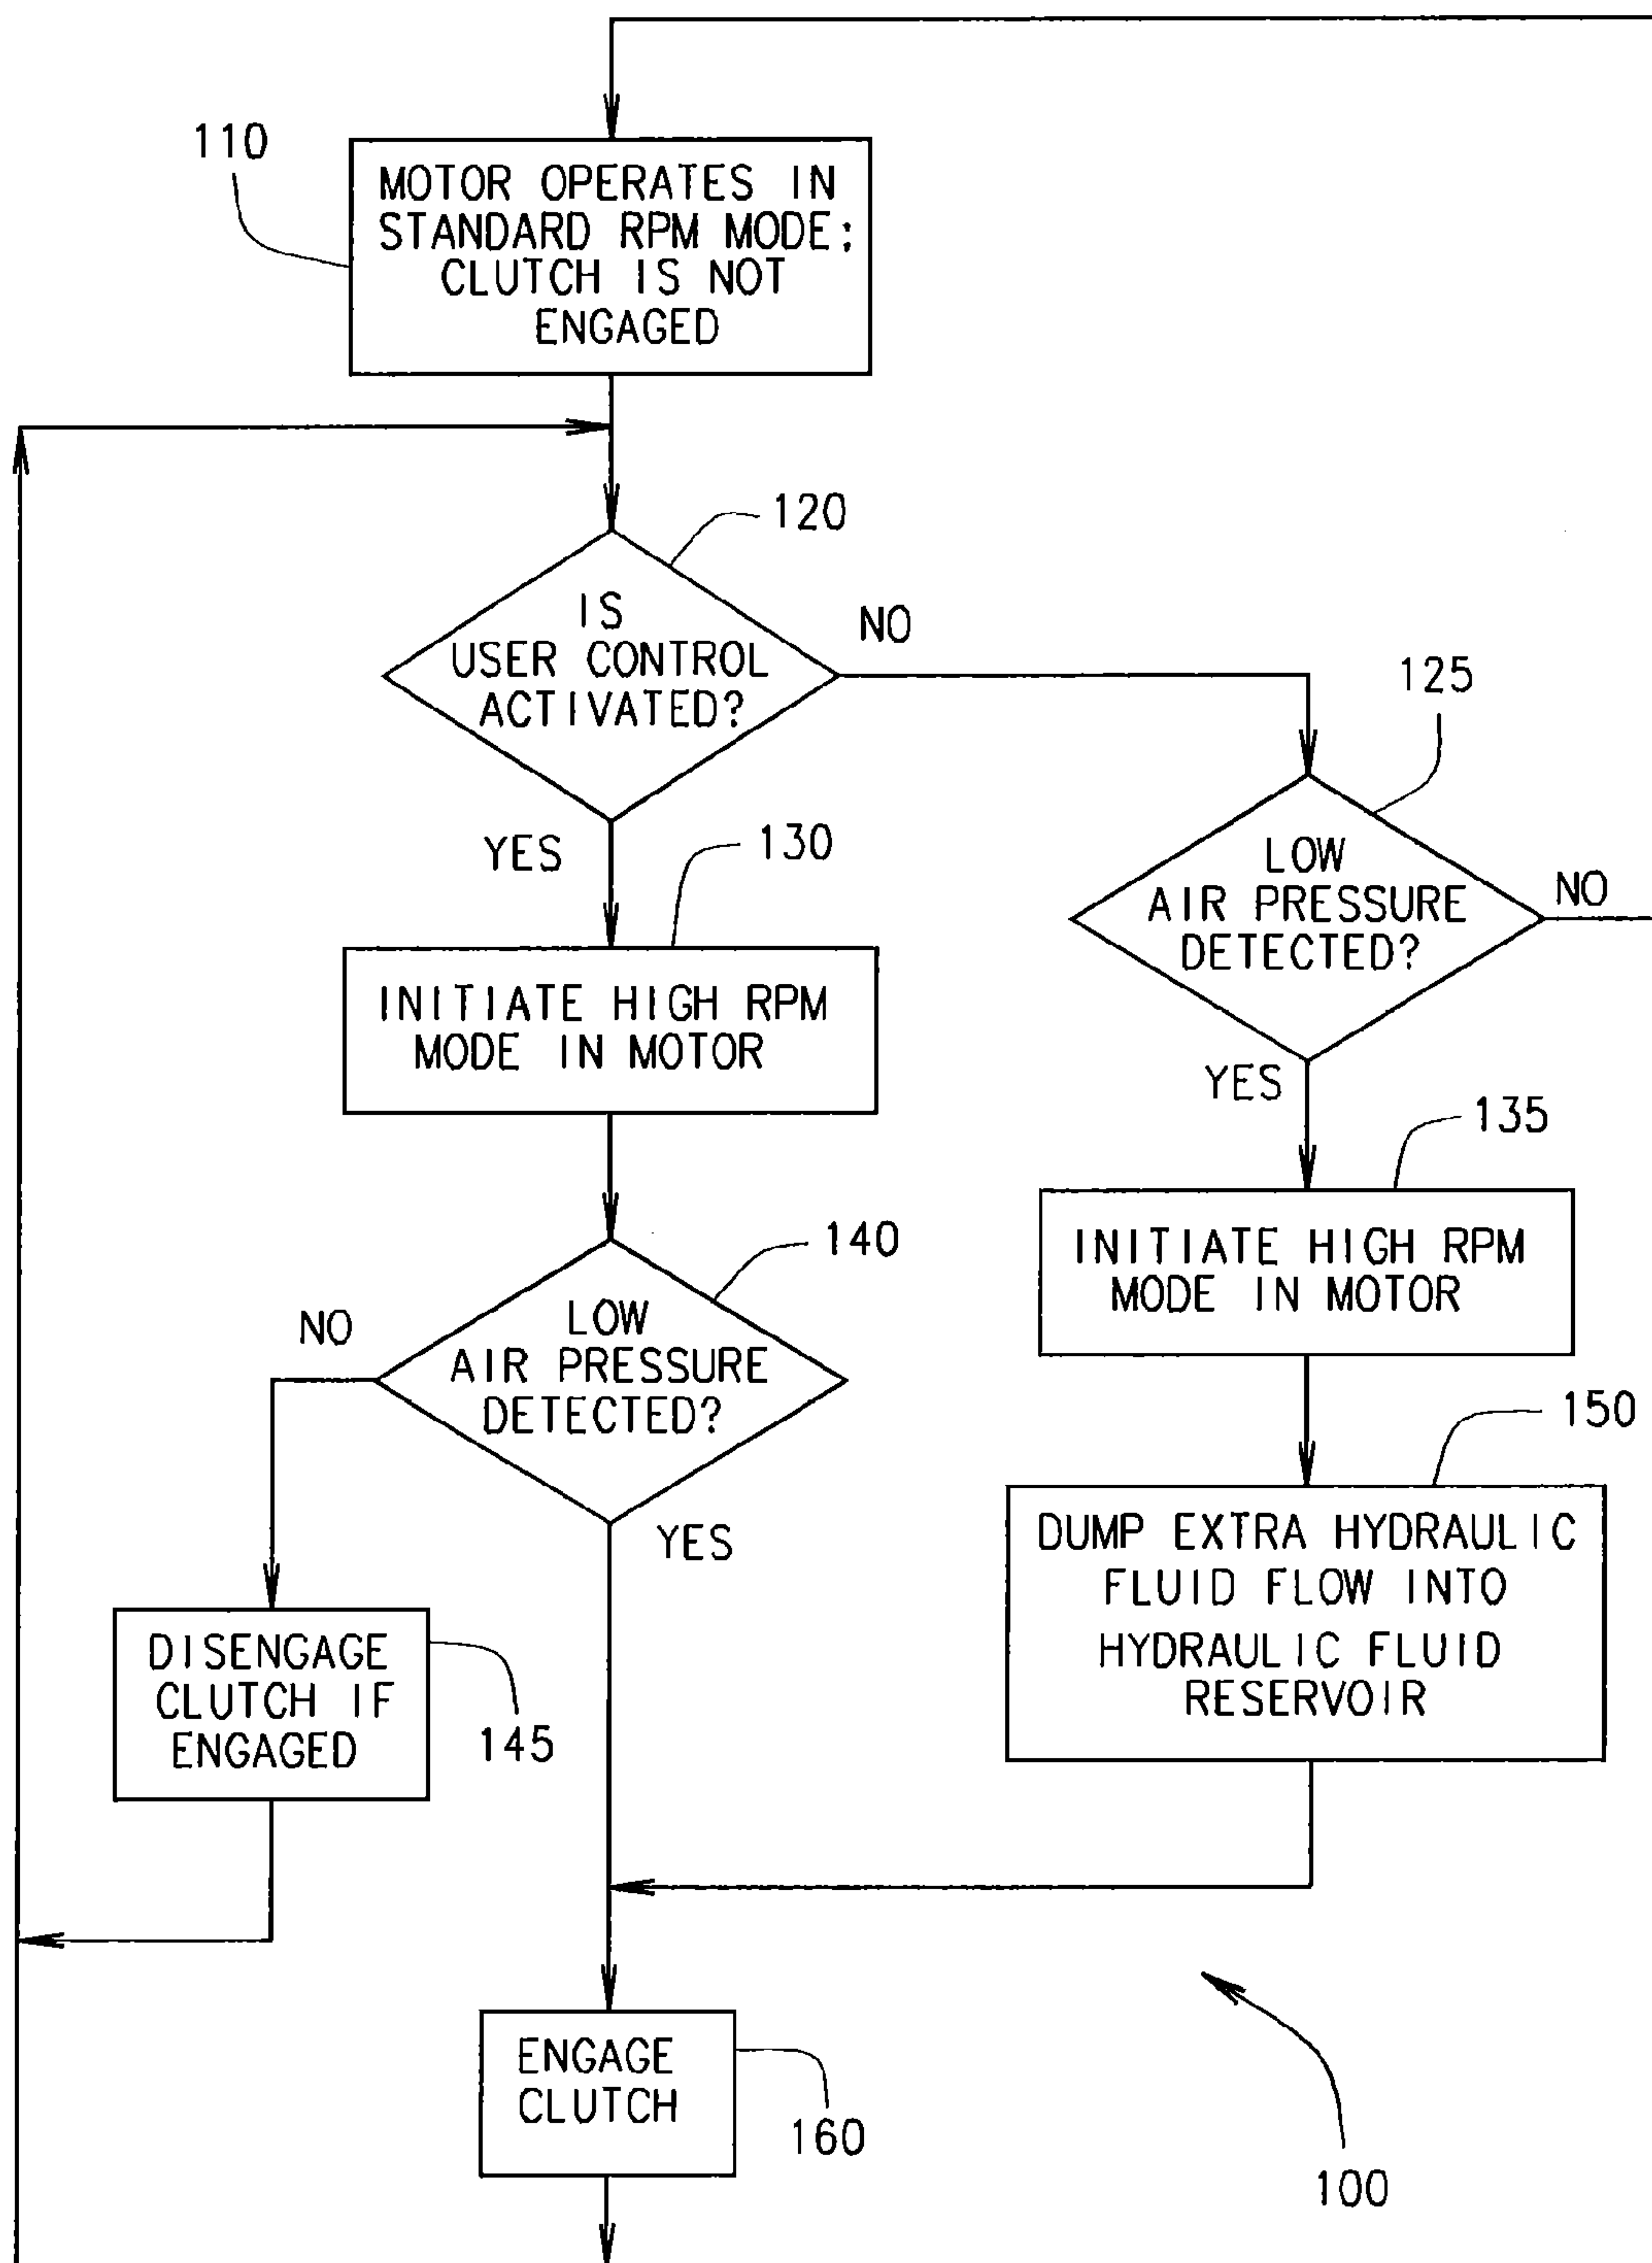 110
MOTOR OPERATES IN
STANDARD RPM MODE;
CLUTCH IS NOT
ENGAGED
120
IS
USER CONTROL
ACTIVATED?
NO
YES
125
LOW
AIR PRESSURE
DETECTED?
NO
YES
130
INITIATE HIGH RPM
MODE IN MOTOR
135
INITIATE HIGH RPM
MODE IN MOTOR
140
LOW
AIR PRESSURE
DETECTED?
NO
YES
150
DUMP EXTRA HYDRAULIC
FLUID FLOW INTO
HYDRAULIC FLUID
RESERVOIR
DISENGAGE
CLUTCH IF
ENGAGED
145
ENGAGE
CLUTCH
160
100